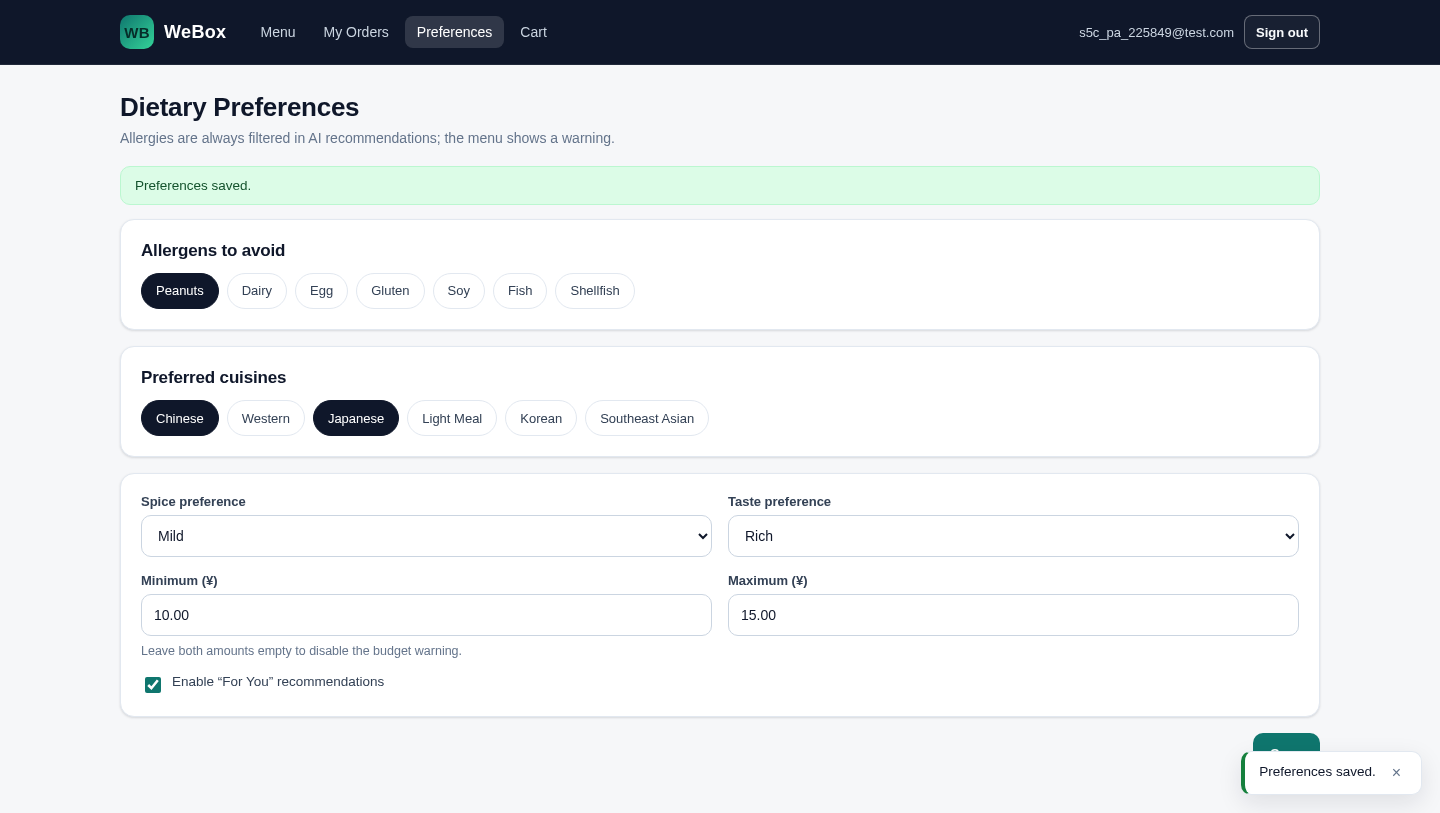 WB WeBox Menu My Orders Preferences Cart s5c_pa_225849@test.com Sign out
Dietary Preferences
Allergies are always filtered in AI recommendations; the menu shows a warning.
Preferences saved.
Allergens to avoid
Peanuts Dairy Egg Gluten Soy Fish Shellfish
Preferred cuisines
Chinese Western Japanese Light Meal Korean Southeast Asian
Spice preference Taste preference
Mild Rich
Minimum (¥) Maximum (¥)
10.00 15.00
Leave both amounts empty to disable the budget warning.
Enable “For You” recommendations
Preferences saved. ×